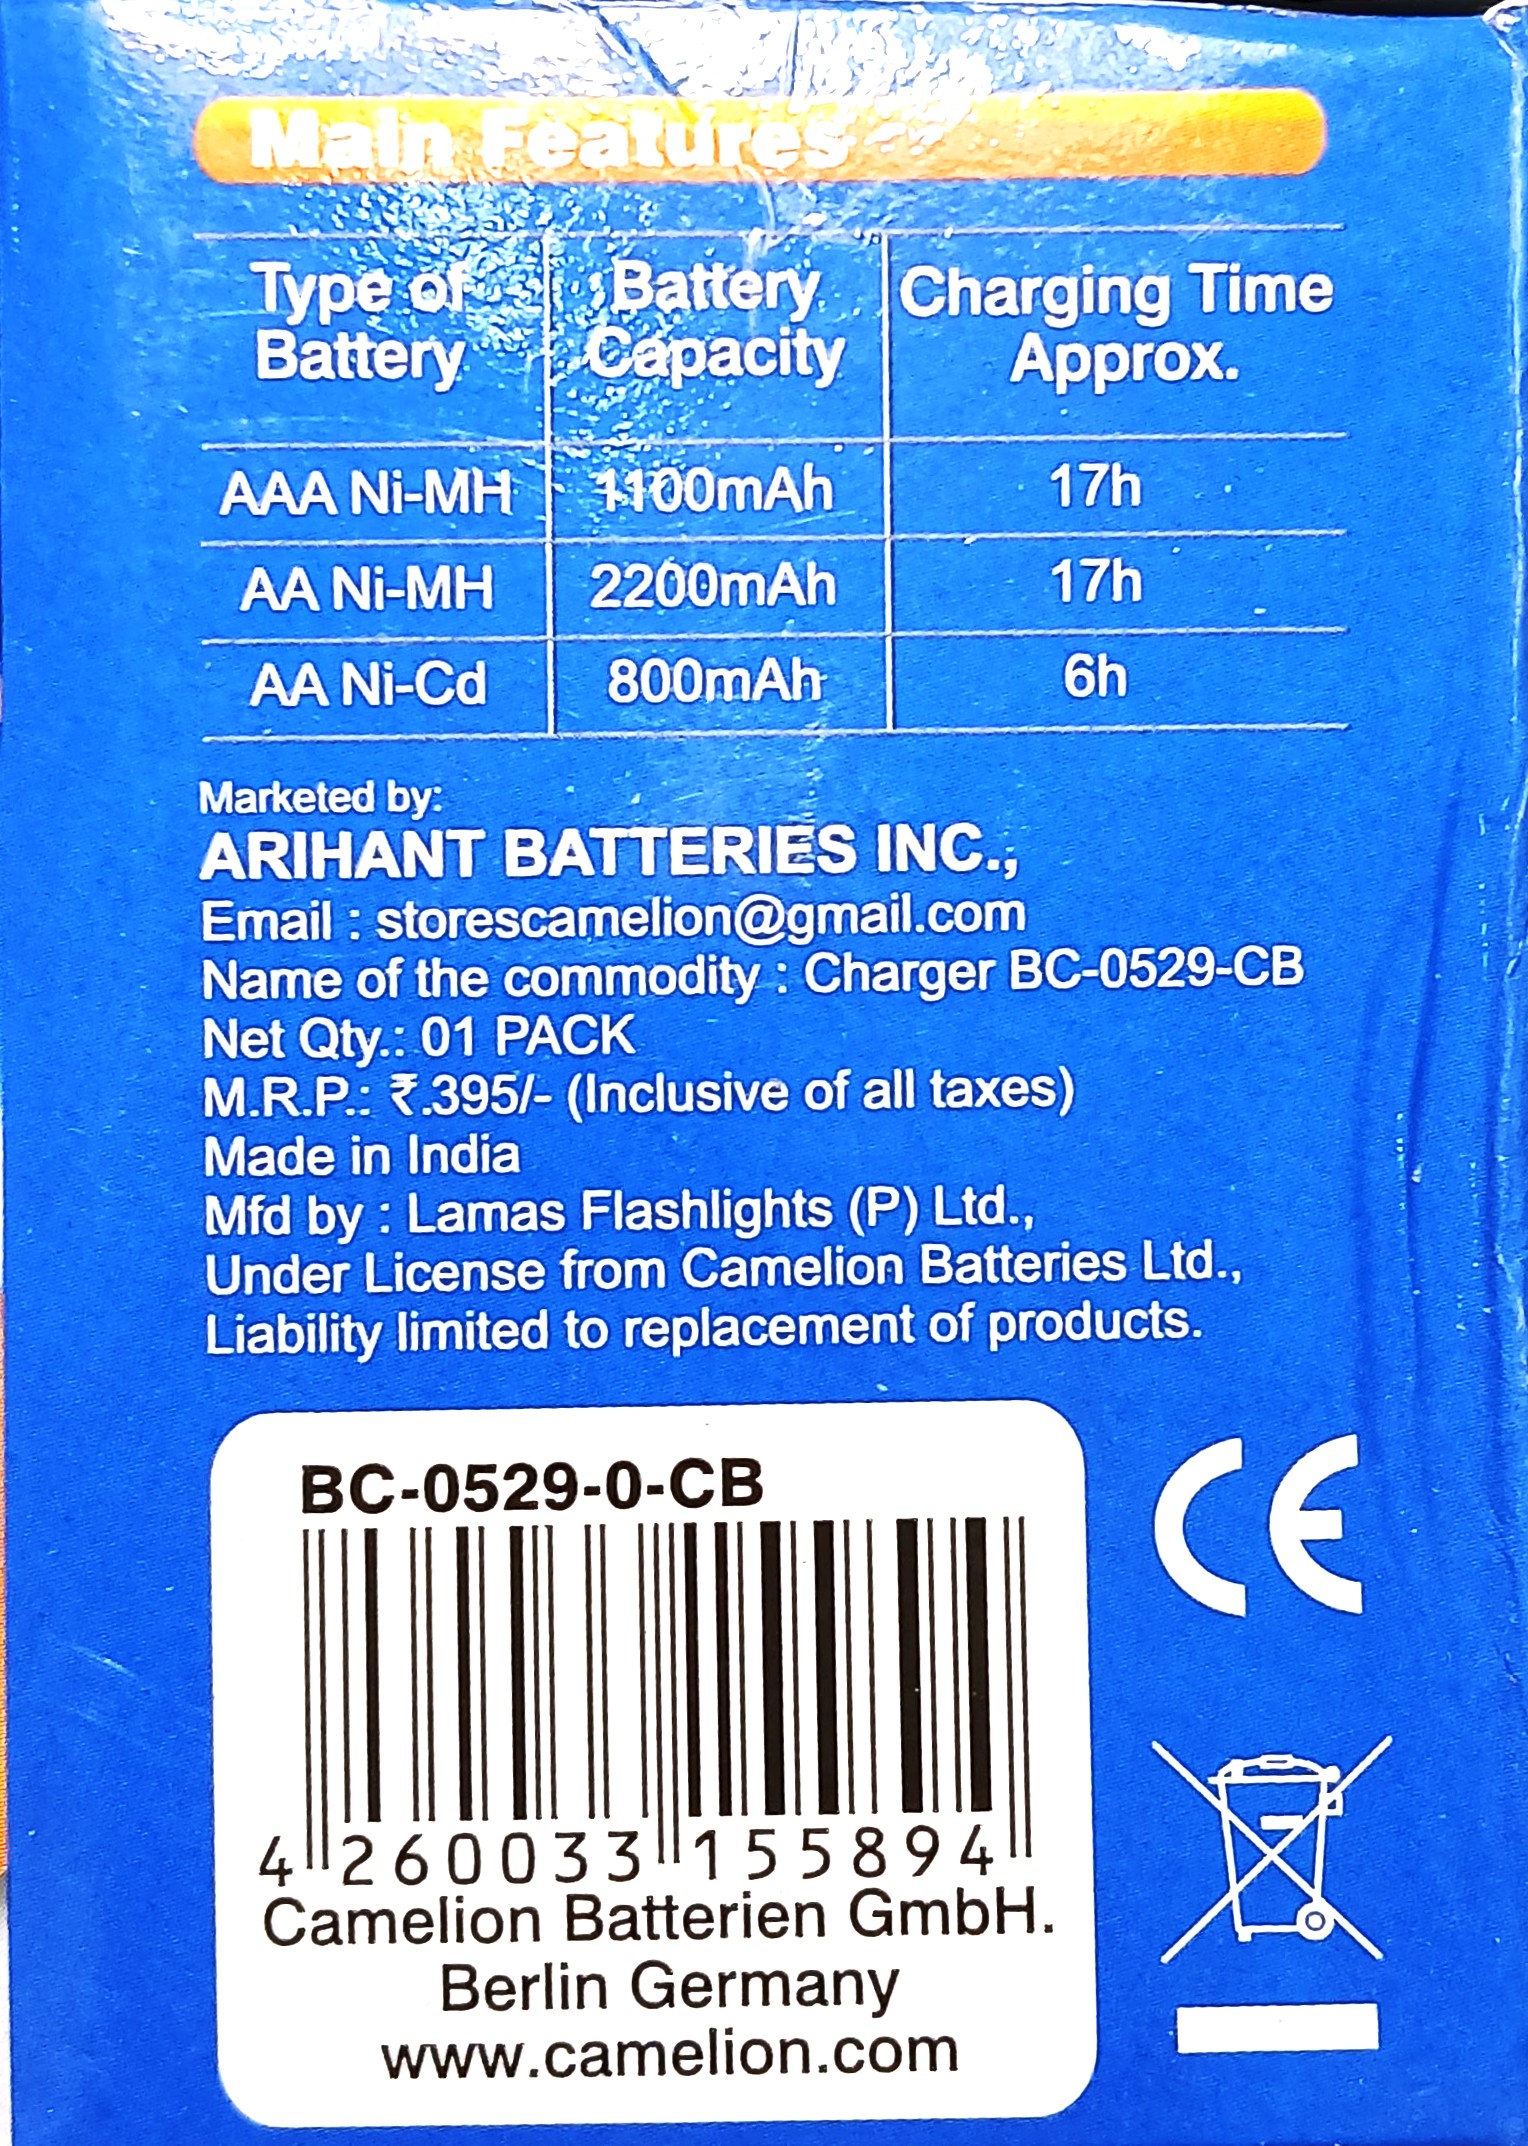 Main Features
Type of Battery Battery Capacity Charging Time Approx.
AAA Ni-MH 1100mAh 17h
AA Ni-MH 2200mAh 17h
AA Ni-Cd 800mAh 6h
Marketed by:
ARIHANT BATTERIES INC.,
Email : storescamelion@gmail.com
Name of the commodity : Charger BC-0529-CB
Net Qty.: 01 PACK
M.R.P.: ₹.395/- (Inclusive of all taxes)
Made in India
Mfd by : Lamas Flashlights (P) Ltd.,
Under License from Camelion Batteries Ltd.,
Liability limited to replacement of products.
BC-0529-0-CB
4 260033 155894
Camelion Batterien GmbH.
Berlin Germany
www.camelion.com
CE